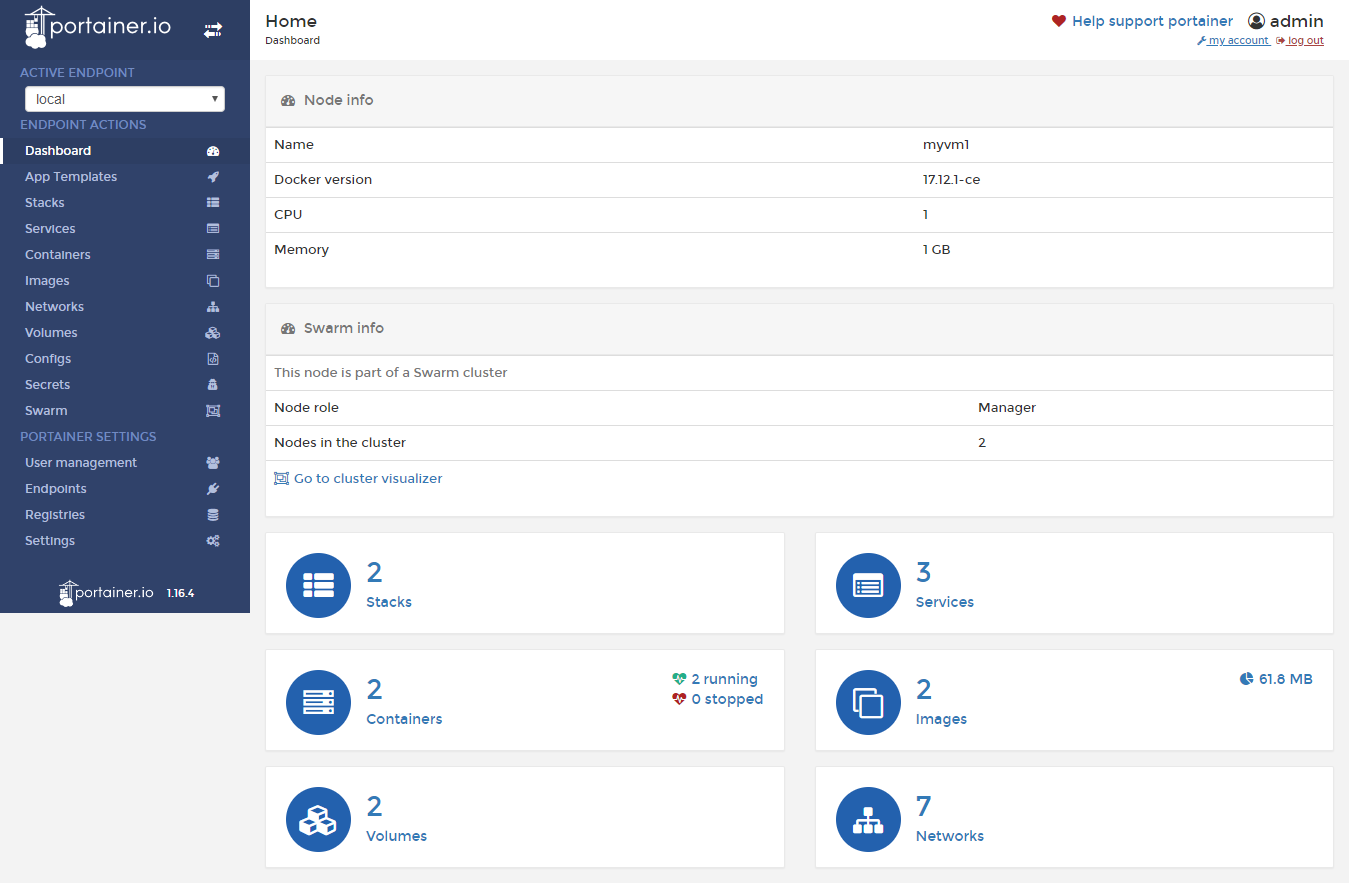 portainer.io
ACTIVE ENDPOINT
local
ENDPOINT ACTIONS
Dashboard
App Templates
Stacks
Services
Containers
Images
Networks
Volumes
Configs
Secrets
Swarm
PORTAINER SETTINGS
User management
Endpoints
Registries
Settings
portainer.io 1.16.4
Home
Dashboard
Help support portainer admin
my account log out
Node info
Name myvm1
Docker version 17.12.1-ce
CPU 1
Memory 1 GB
Swarm info
This node is part of a Swarm cluster
Node role Manager
Nodes in the cluster 2
Go to cluster visualizer
2
Stacks
3
Services
2
Containers
2 running
0 stopped
2
Images
61.8 MB
2
Volumes
7
Networks